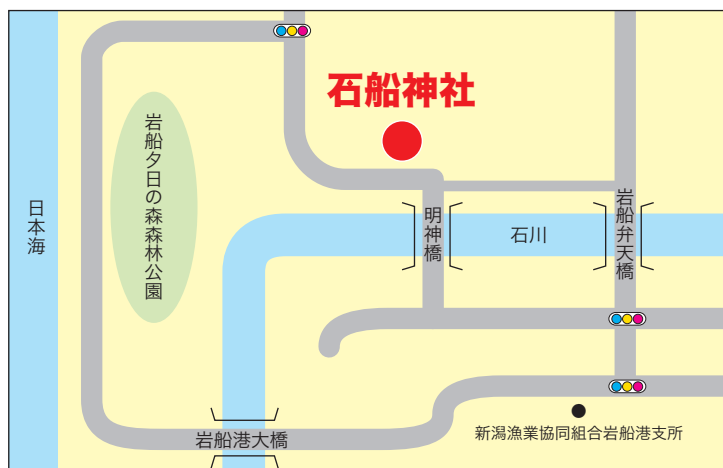 石船神社
岩船夕日の森森林公園
日本海
明神橋
石川
岩船弁天橋
岩船港大橋
新潟漁業協同組合岩船港支所